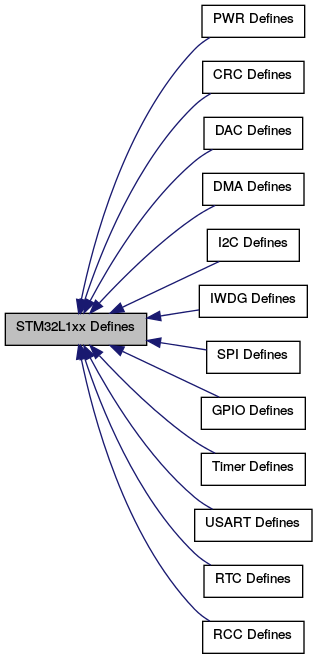 PWR Defines
CRC Defines
DAC Defines
DMA Defines
I2C Defines
IWDG Defines
STM32L1xx Defines
SPI Defines
GPIO Defines
Timer Defines
USART Defines
RTC Defines
RCC Defines